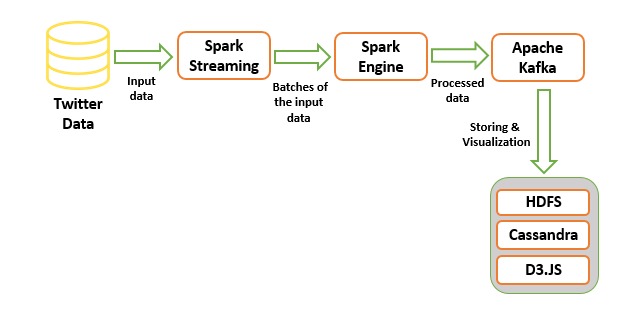 Twitter
Data
Input
data
Spark
Streaming
Batches of
the input
data
Spark
Engine
Processed
data
Apache
Kafka
Storing &
Visualization
HDFS
Cassandra
D3.JS